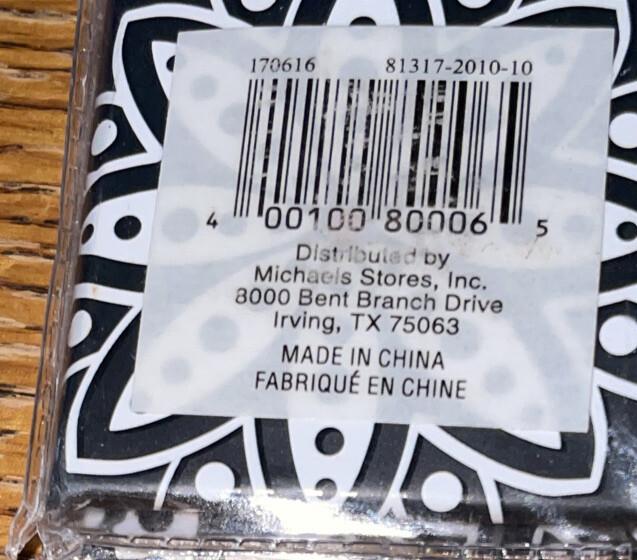 170616 81317-2010-10
4 00100 80006 5
Distributed by
Michaels Stores, Inc.
8000 Bent Branch Drive
Irving, TX 75063
MADE IN CHINA
FABRIQUÉ EN CHINE